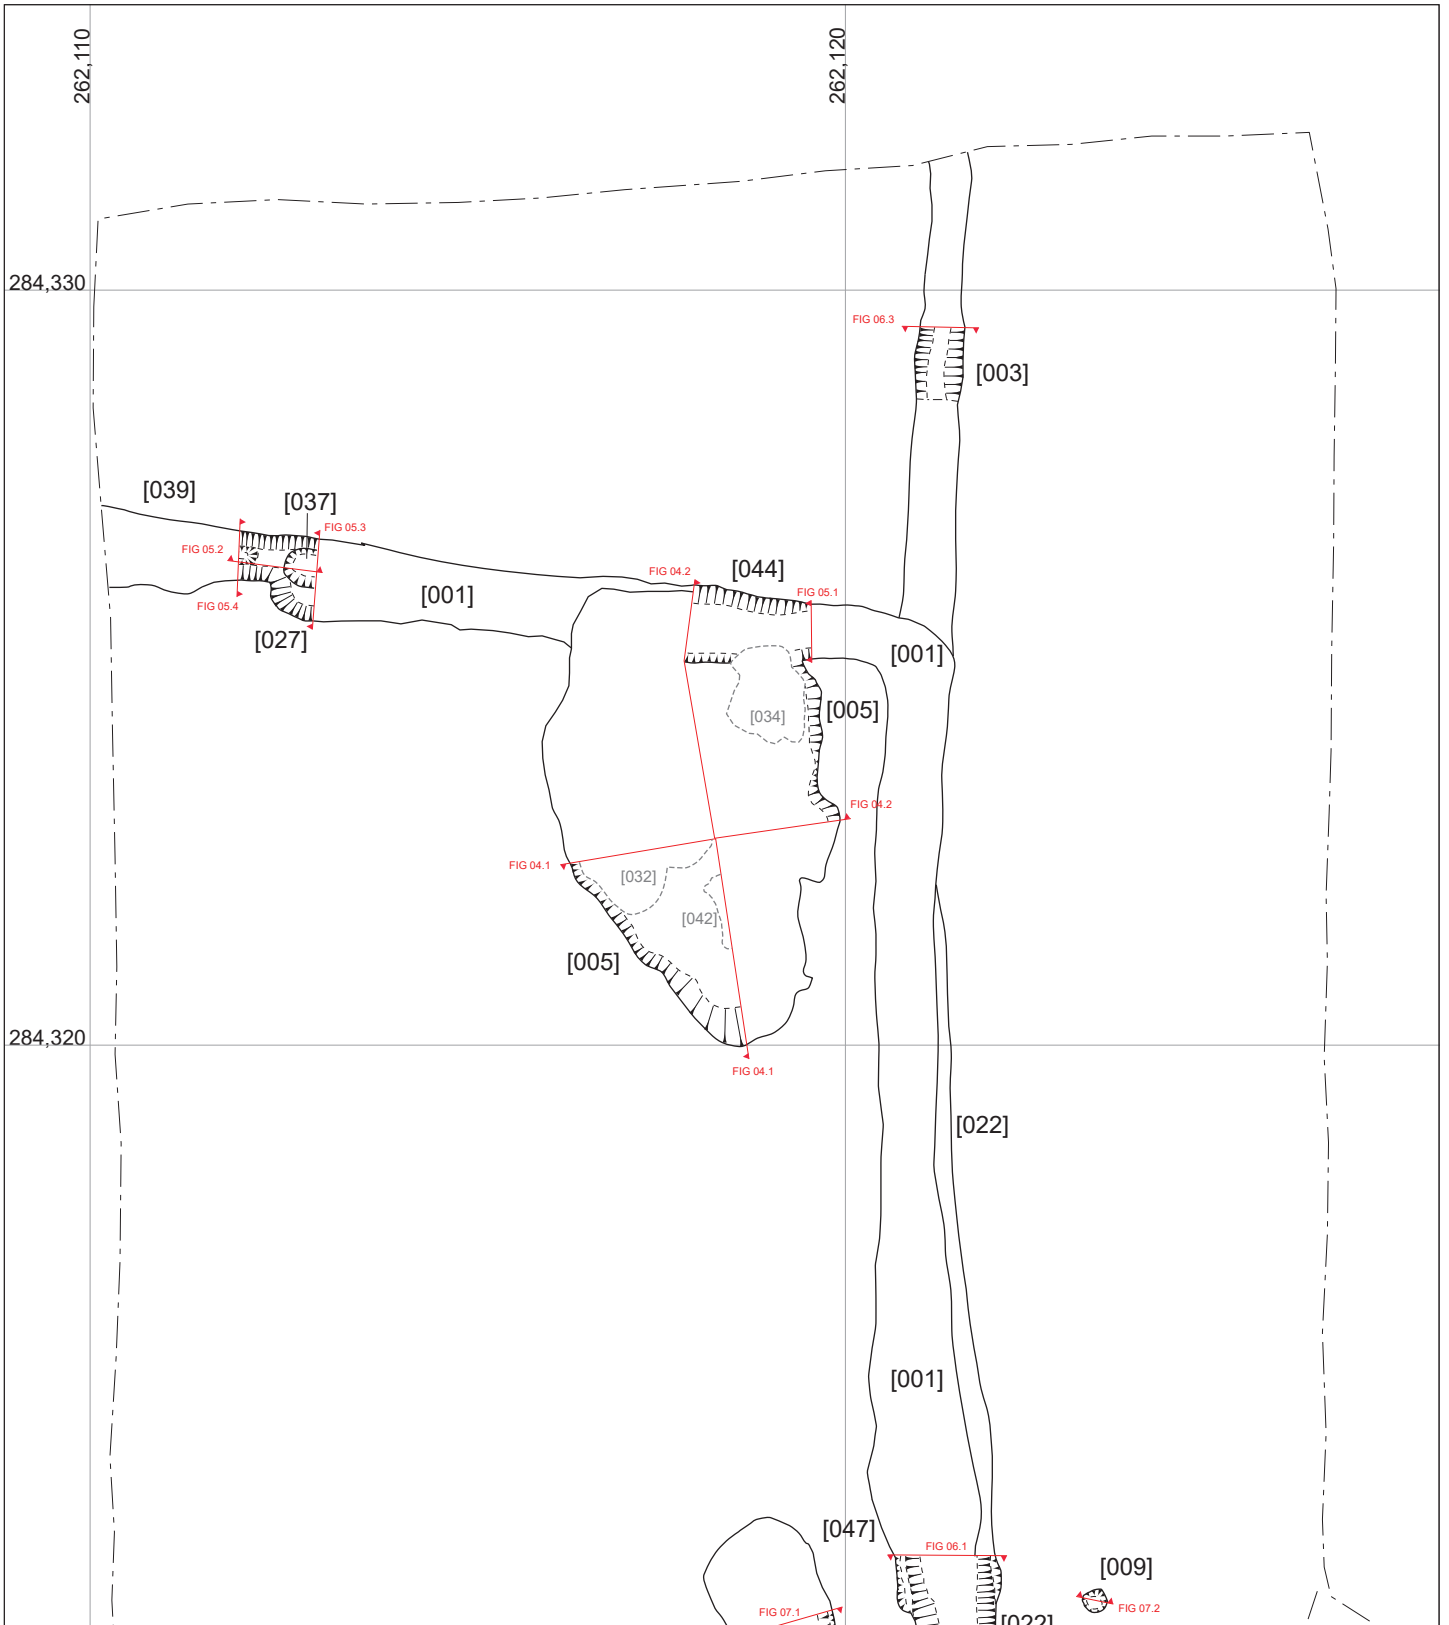 262,110
262,120
284,330
FIG 06.3
[003]
[039]
[037]
FIG 05.3
FIG 05.2
FIG 04.2
[044]
FIG 05.1
[001]
FIG 05.4
[027]
[001]
[034]
[005]
FIG 04.2
FIG 04.1
[032]
[042]
[005]
284,320
FIG 04.1
[022]
[001]
[047]
FIG 06.1
[009]
FIG 07.1
FIG 07.2
[022]